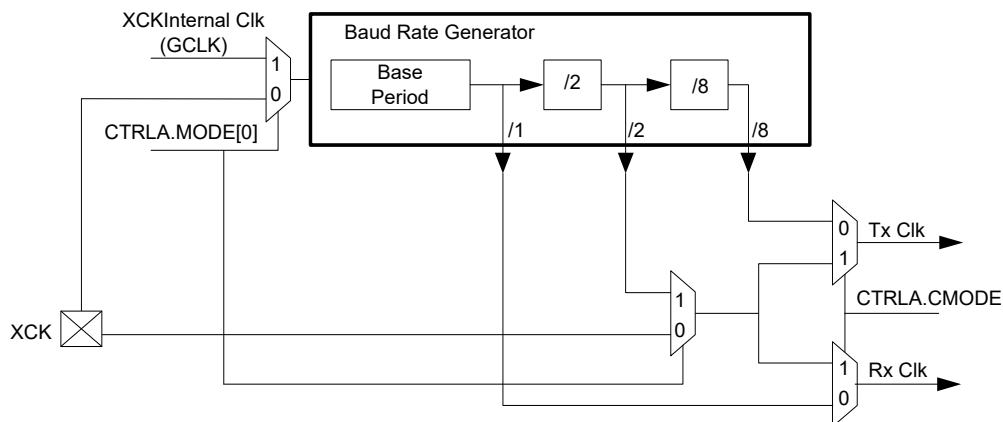 XCKInternal Clk
(GCLK)
Baud Rate Generator
1
0
Base
Period
/2
/8
CTRLA.MODE[0]
/1
/2
/8
0
1
Tx Clk
1
0
CTRLA.CMODE
XCK
1
0
Rx Clk